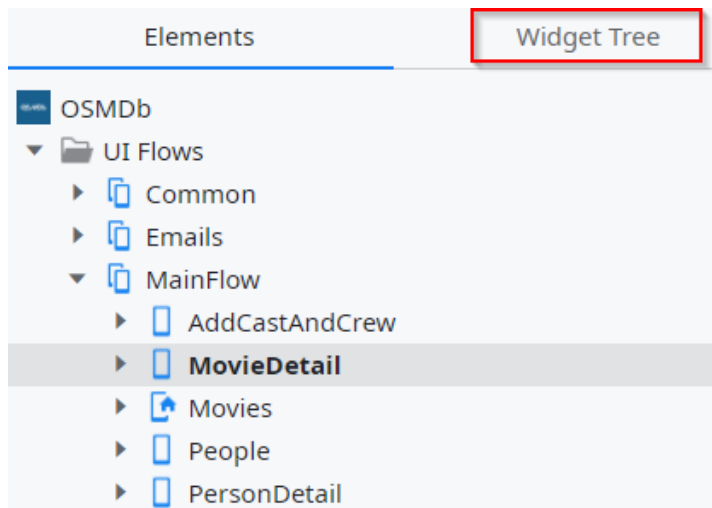 Elements Widget Tree
OSMDb
UI Flows
Common
Emails
MainFlow
AddCastAndCrew
MovieDetail
Movies
People
PersonDetail